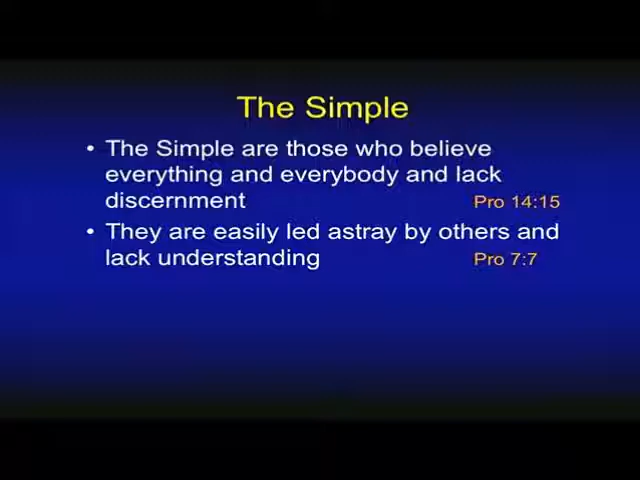 The Simple
• The Simple are those who believe
everything and everybody and lack
discernment Pro 14:15
• They are easily led astray by others and
lack understanding Pro 7:7